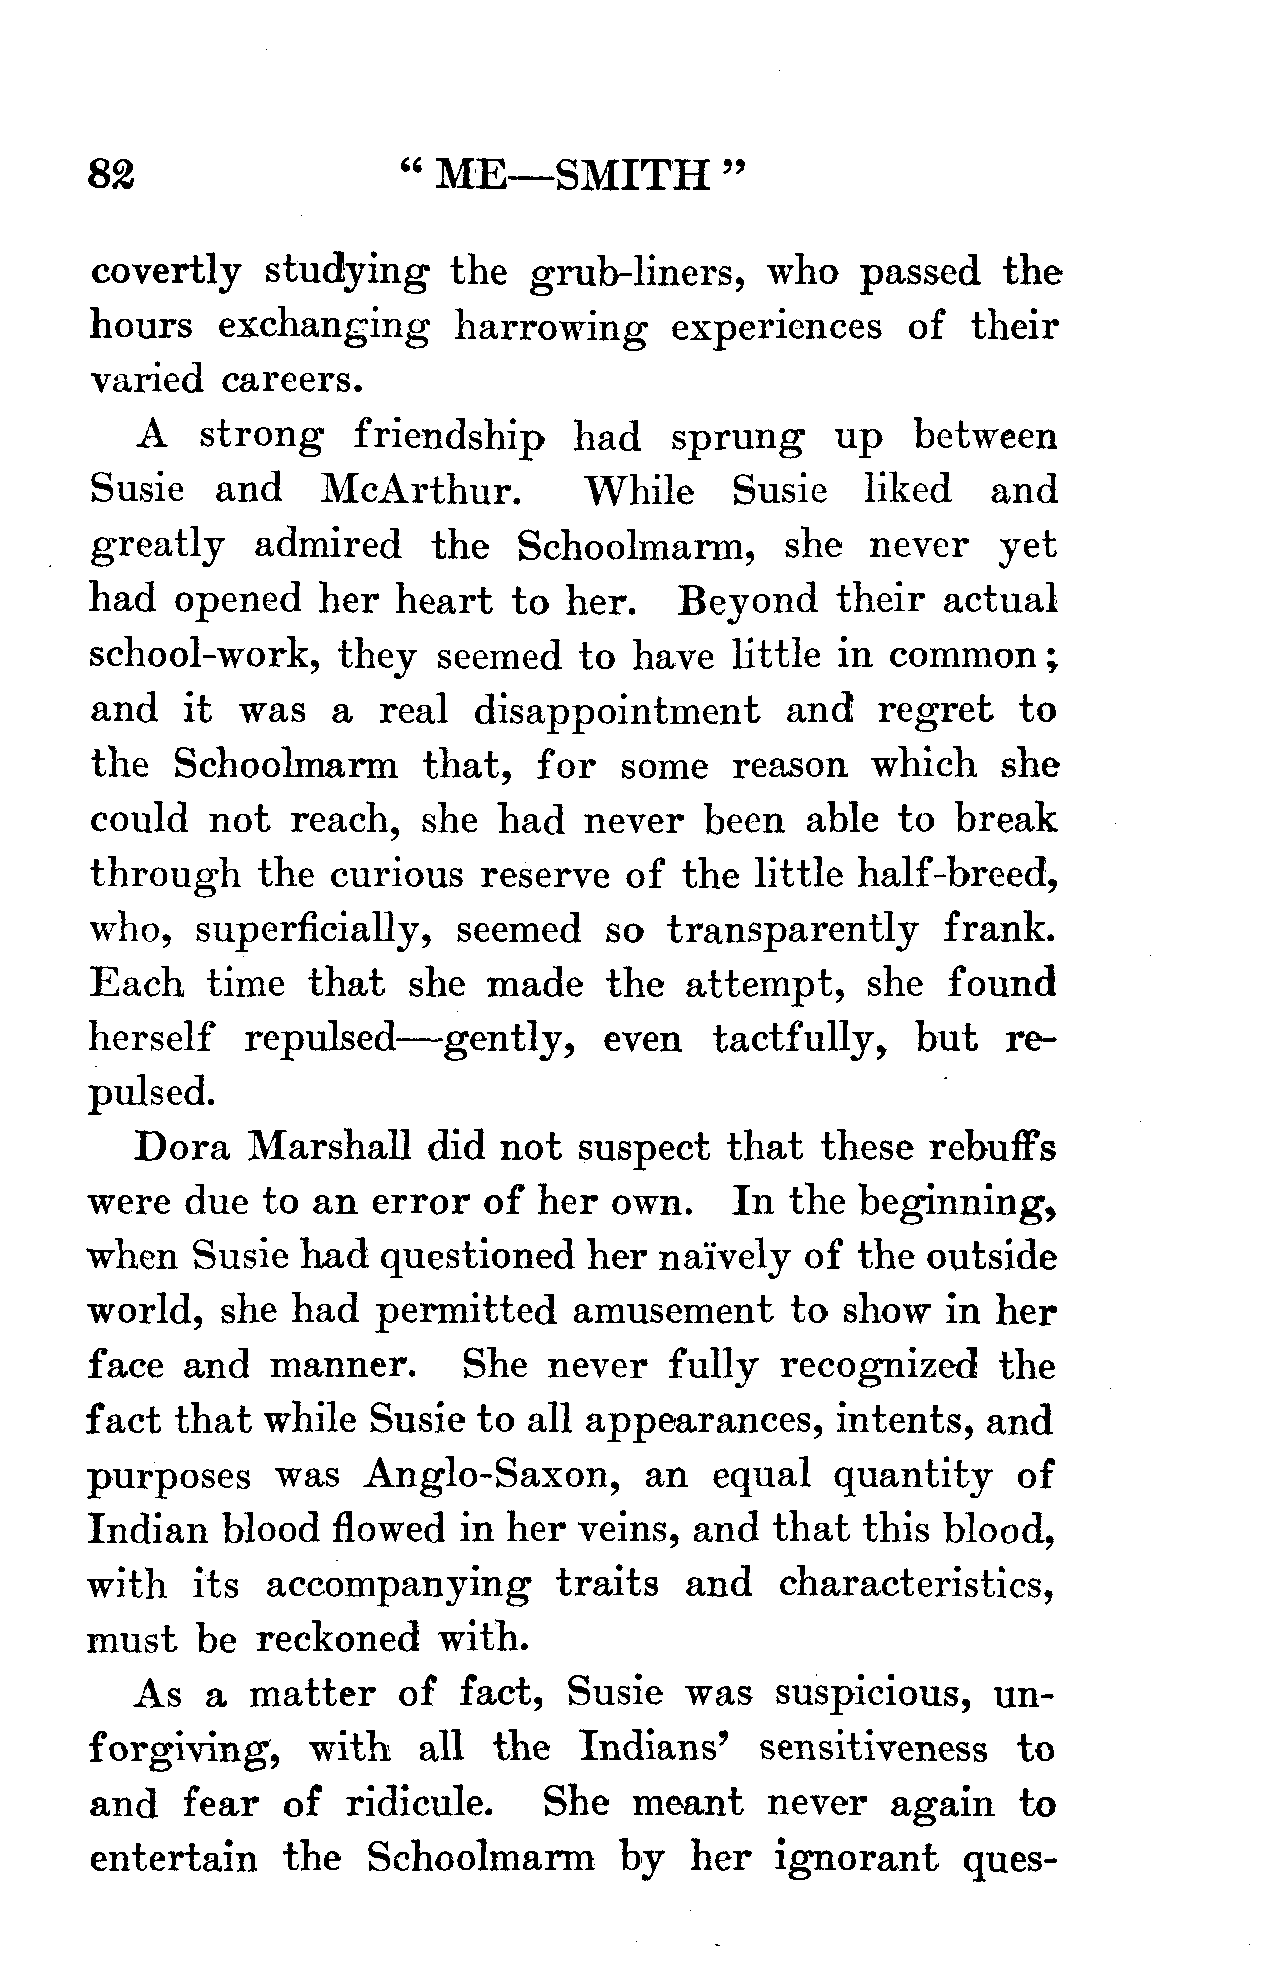 82 “ ME—SMITH ”
covertly studying the grub-liners, who passed the
hours exchanging harrowing experiences of their
varied careers.
A strong friendship had sprung up between
Susie and McArthur. While Susie liked and
greatly admired the Schoolmarm, she never yet
had opened her heart to her. Beyond their actual
school-work, they seemed to have little in common;
and it was a real disappointment and regret to
the Schoolmarm that, for some reason which she
could not reach, she had never been able to break
through the curious reserve of the little half-breed,
who, superficially, seemed so transparently frank.
Each time that she made the attempt, she found
herself repulsed—gently, even tactfully, but re-
pulsed.
Dora Marshall did not suspect that these rebuffs
were due to an error of her own. In the beginning,
when Susie had questioned her naïvely of the outside
world, she had permitted amusement to show in her
face and manner. She never fully recognized the
fact that while Susie to all appearances, intents, and
purposes was Anglo-Saxon, an equal quantity of
Indian blood flowed in her veins, and that this blood,
with its accompanying traits and characteristics,
must be reckoned with.
As a matter of fact, Susie was suspicious, un-
forgiving, with all the Indians’ sensitiveness to
and fear of ridicule. She meant never again to
entertain the Schoolmarm by her ignorant ques-